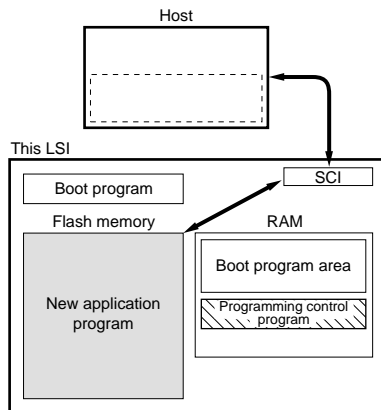 Host
This LSI
SCI
Boot program
Flash memory
RAM
Boot program area
New application
program
Programming control
program